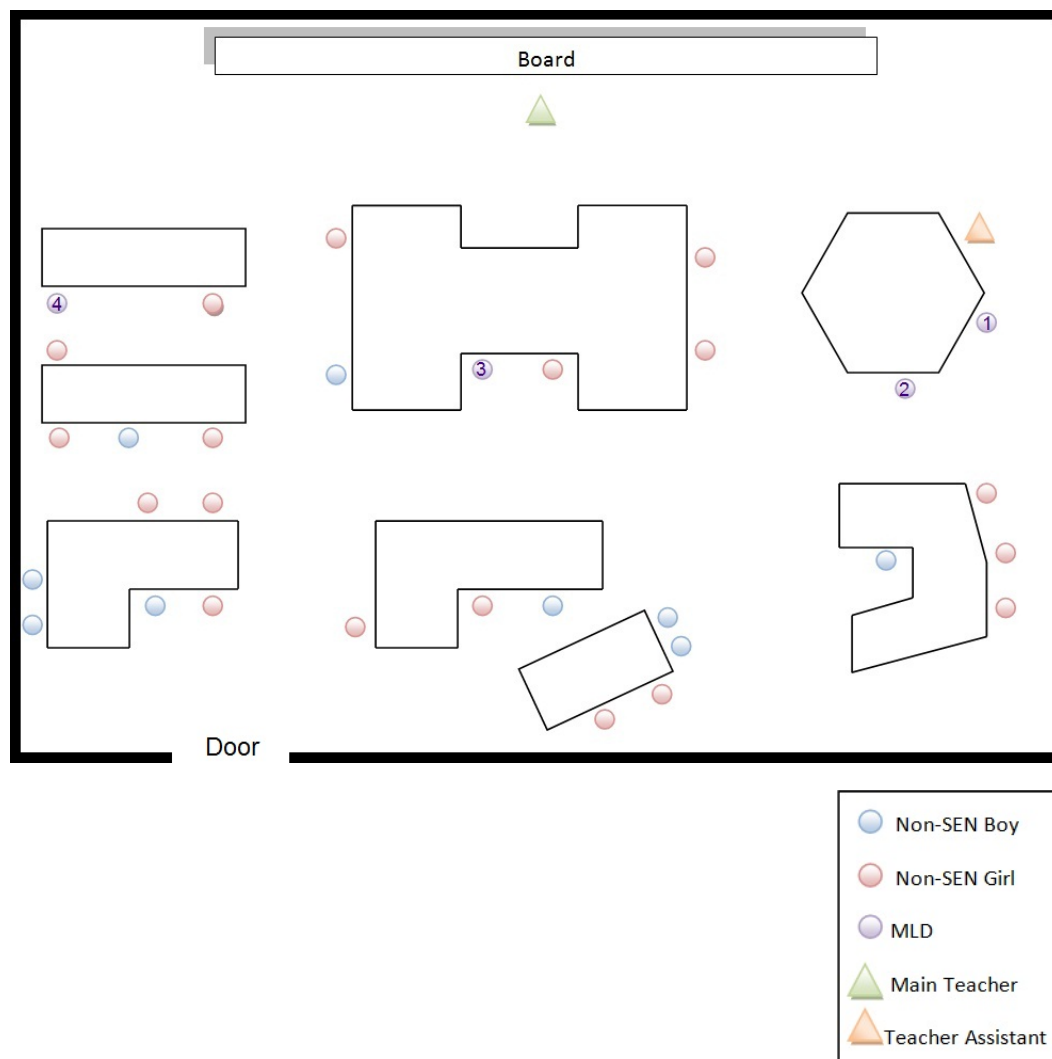 Board
4
1
3
2
Door
Non-SEN Boy
Non-SEN Girl
MLD
Main Teacher
Teacher Assistant